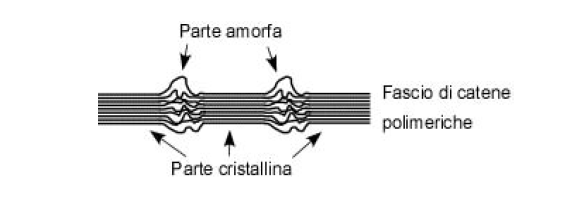 Parte amorfa
Fascio di catene
polimeriche
Parte cristallina